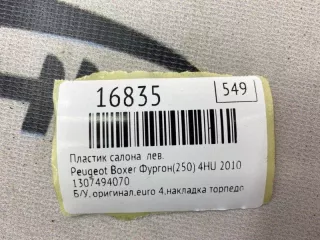 16835
549
Пластик салона лев.
Peugeot Boxer Фургон(250) 4HU 2010
1307494070
Б/У,оригинал,euro 4,накладка торпедо